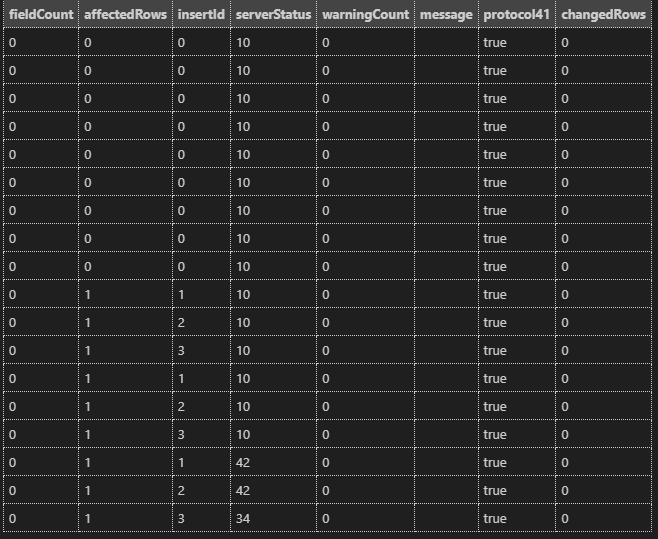 fieldCount affectedRows insertId serverStatus warningCount message protocol41 changedRows
0 0 0 10 0 true 0
0 0 0 10 0 true 0
0 0 0 10 0 true 0
0 0 0 10 0 true 0
0 0 0 10 0 true 0
0 0 0 10 0 true 0
0 0 0 10 0 true 0
0 0 0 10 0 true 0
0 0 0 10 0 true 0
0 1 1 10 0 true 0
0 1 2 10 0 true 0
0 1 3 10 0 true 0
0 1 1 10 0 true 0
0 1 2 10 0 true 0
0 1 3 10 0 true 0
0 1 1 42 0 true 0
0 1 2 42 0 true 0
0 1 3 34 0 true 0